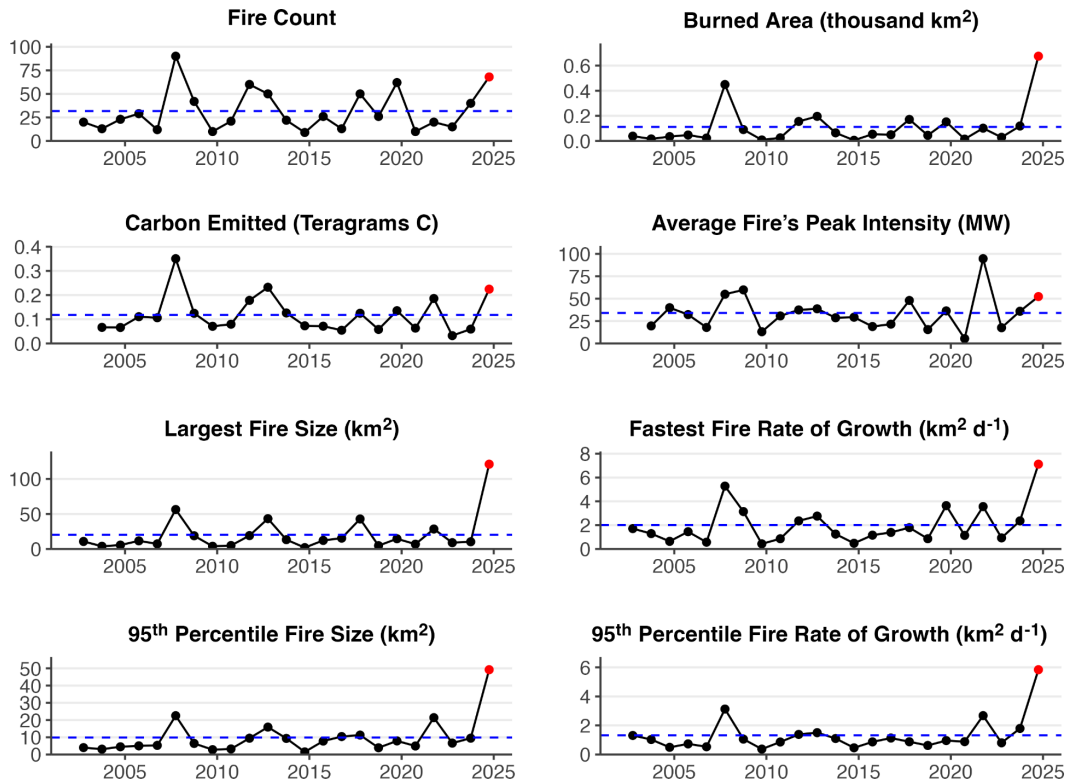 Fire Count
100
75
50
25
0
2005 2010 2015 2020 2025
Burned Area (thousand km²)
0.6
0.4
0.2
0.0
2005 2010 2015 2020 2025
Carbon Emitted (Teragrams C)
0.4
0.3
0.2
0.1
0.0
2005 2010 2015 2020 2025
Average Fire’s Peak Intensity (MW)
100
75
50
25
0
2005 2010 2015 2020 2025
Largest Fire Size (km²)
100
50
0
2005 2010 2015 2020 2025
Fastest Fire Rate of Growth (km² d⁻¹)
8
6
4
2
0
2005 2010 2015 2020 2025
95ᵗʰ Percentile Fire Size (km²)
50
40
30
20
10
0
2005 2010 2015 2020 2025
95ᵗʰ Percentile Fire Rate of Growth (km² d⁻¹)
6
4
2
0
2005 2010 2015 2020 2025